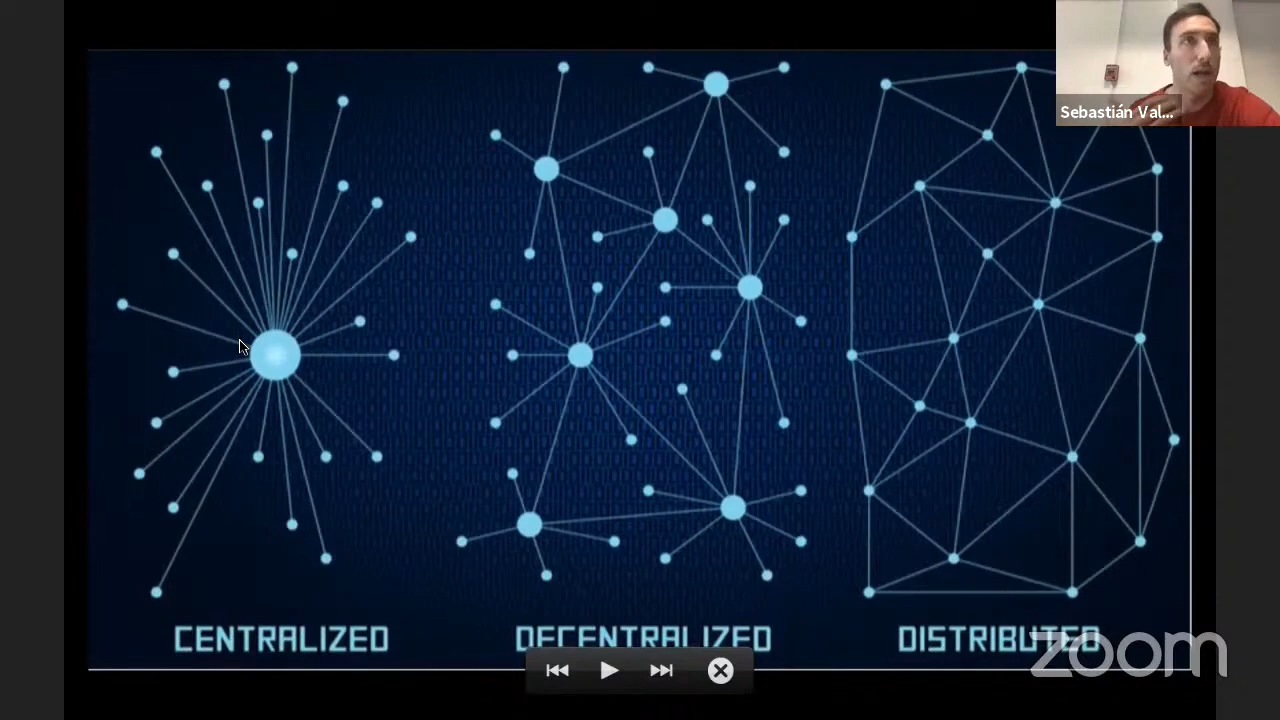 Sebastián Val...
CENTRALIZED
DECENTRALIZED
DISTRIBUTED
zoom